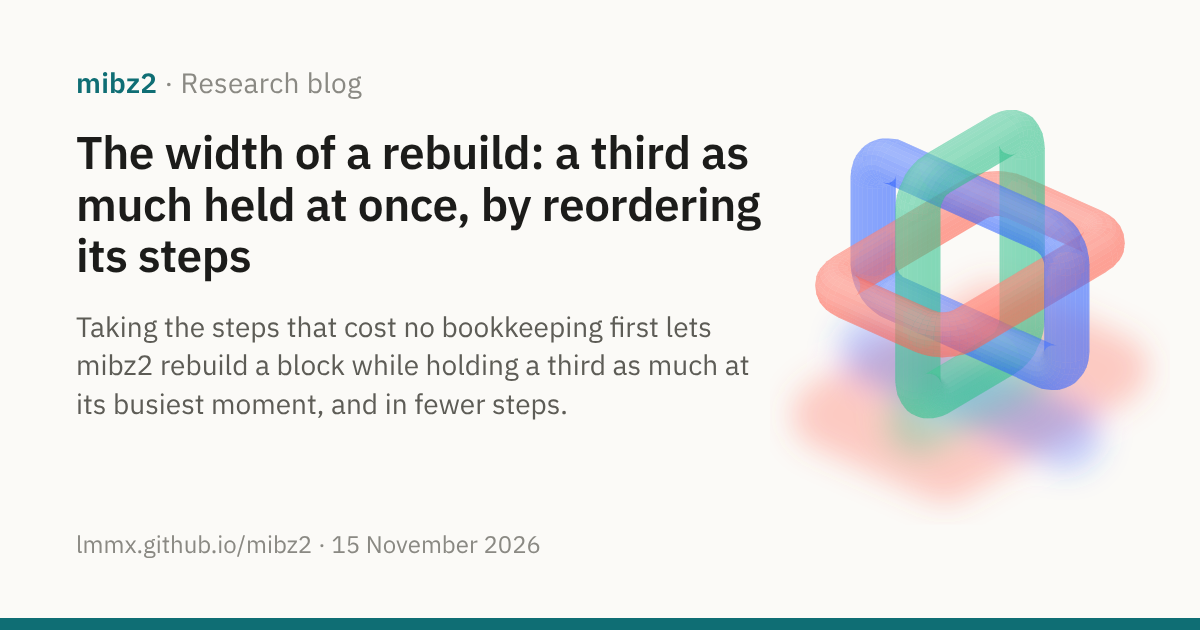 mibz2 · Research blog
The width of a rebuild: a third as
much held at once, by reordering
its steps
Taking the steps that cost no bookkeeping first lets
mibz2 rebuild a block while holding a third as much at
its busiest moment, and in fewer steps.
lmmx.github.io/mibz2 · 15 November 2026